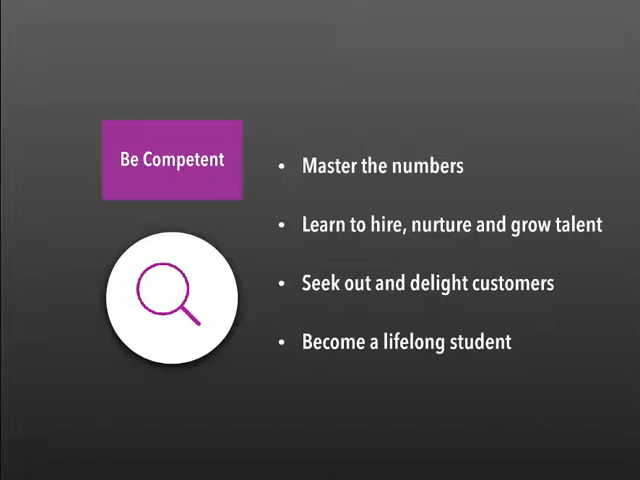 Be Competent
• Master the numbers
• Learn to hire, nurture and grow talent
• Seek out and delight customers
• Become a lifelong student